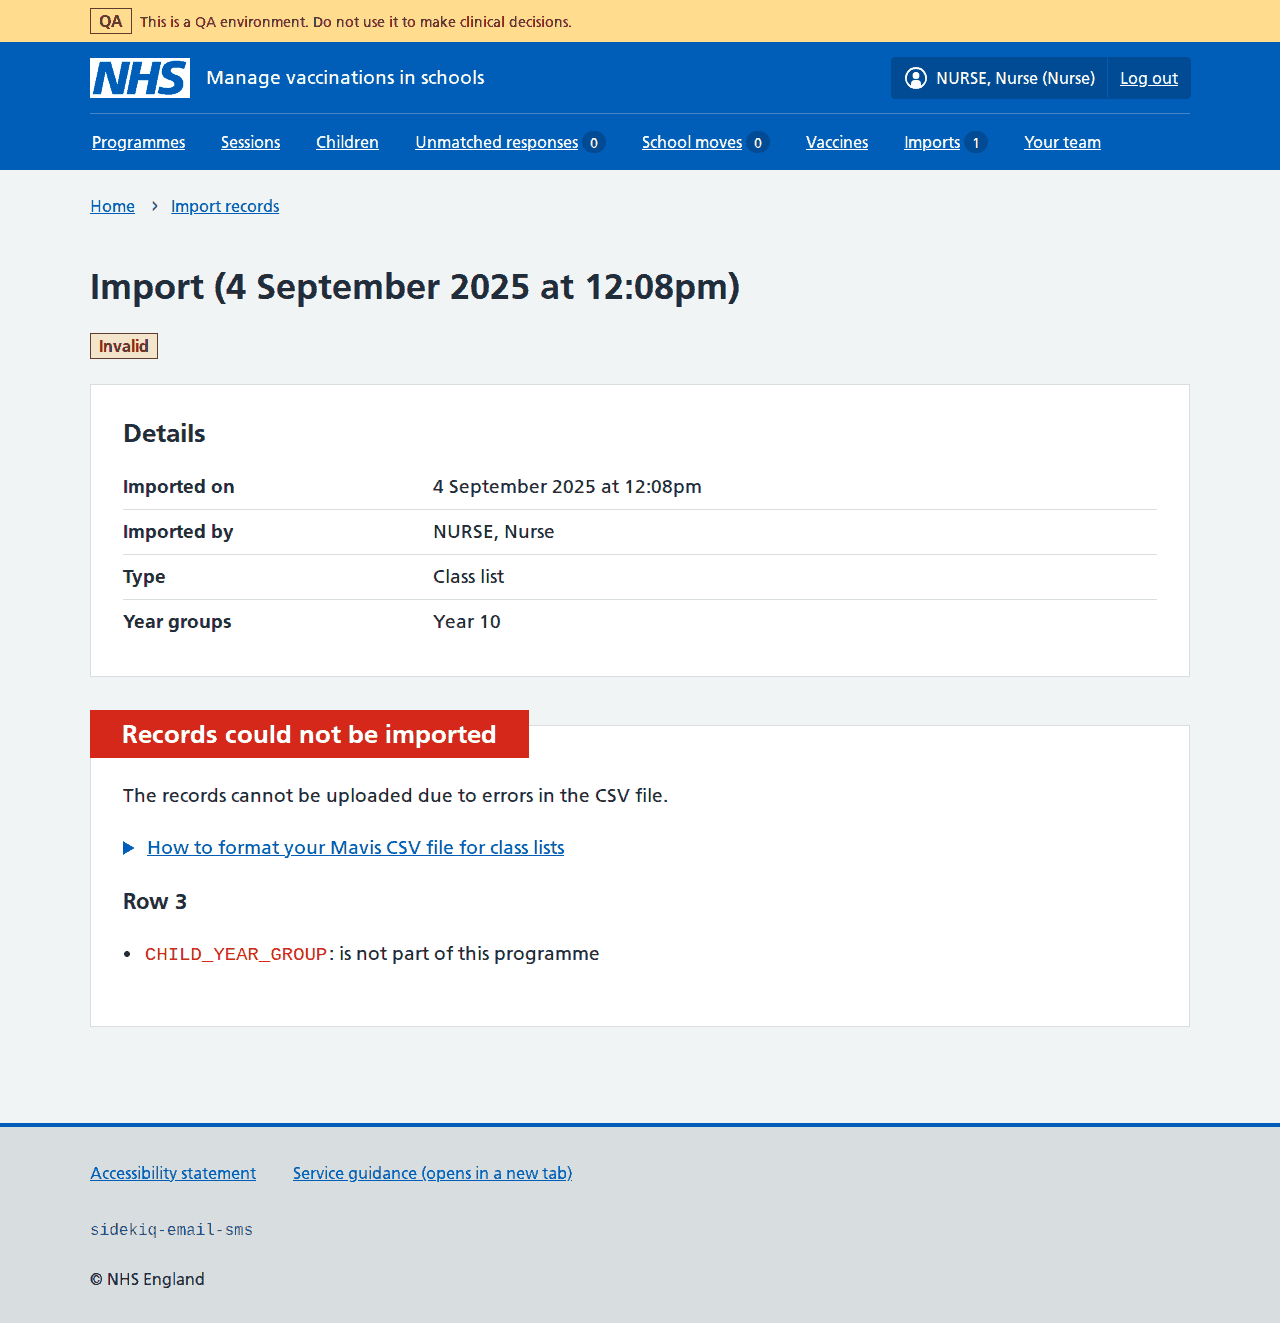 QA This is a QA environment. Do not use it to make clinical decisions.
NHS Manage vaccinations in schools NURSE, Nurse (Nurse) Log out
Programmes Sessions Children Unmatched responses 0 School moves 0 Vaccines Imports 1 Your team
Home › Import records
Import (4 September 2025 at 12:08pm)
Invalid
Details
Imported on 4 September 2025 at 12:08pm
Imported by NURSE, Nurse
Type Class list
Year groups Year 10
Records could not be imported
The records cannot be uploaded due to errors in the CSV file.
How to format your Mavis CSV file for class lists
Row 3
• CHILD_YEAR_GROUP: is not part of this programme
Accessibility statement Service guidance (opens in a new tab)
sidekiq-email-sms
© NHS England